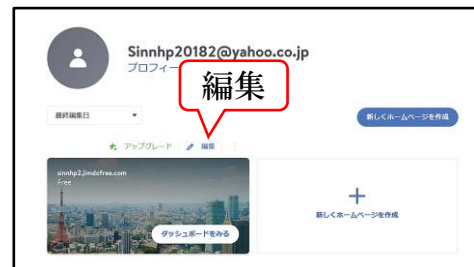 Sinnhp20182@yahoo.co.jp
プロフィー
編集
最終編集日
新しくホームページを作成
アップグレード
編集
sinnhp2.jimdofree.com
Free
ダッシュボードをみる
新しくホームページを作成